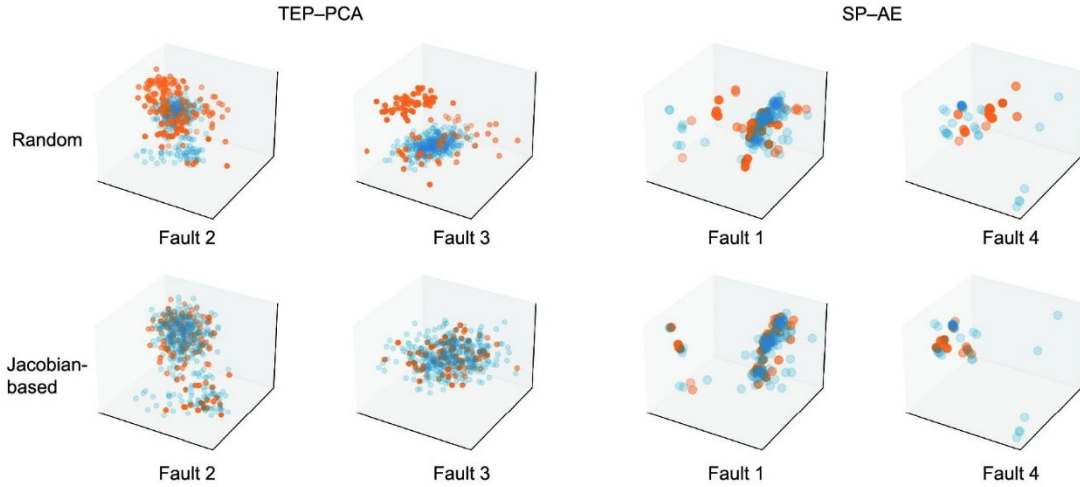 TEP–PCA
SP–AE
Random
Fault 2
Fault 3
Fault 1
Fault 4
Jacobian-
based
Fault 2
Fault 3
Fault 1
Fault 4